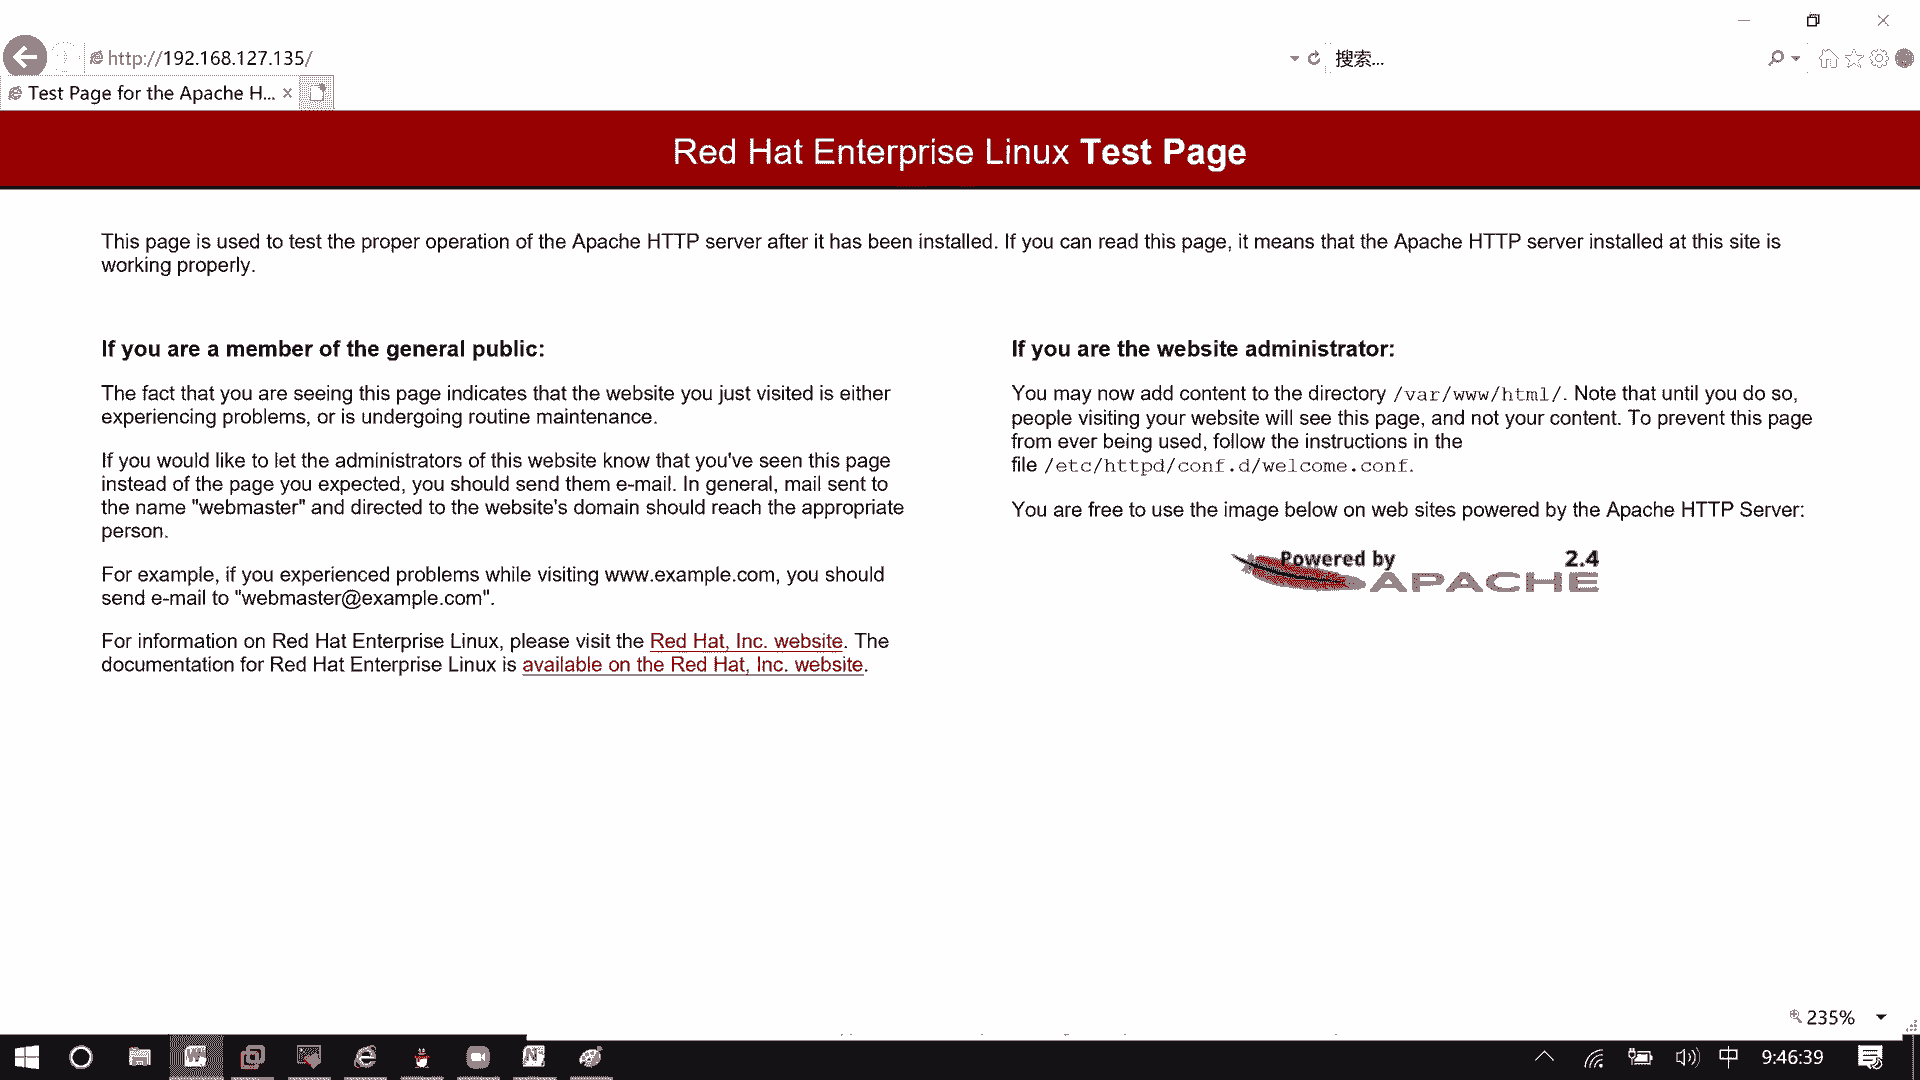 http://192.168.127.135/
搜索...
Test Page for the Apache H...
Red Hat Enterprise Linux Test Page
This page is used to test the proper operation of the Apache HTTP server after it has been installed. If you can read this page, it means that the Apache HTTP server installed at this site is
working properly.
If you are a member of the general public:
The fact that you are seeing this page indicates that the website you just visited is either
experiencing problems, or is undergoing routine maintenance.
If you would like to let the administrators of this website know that you've seen this page
instead of the page you expected, you should send them e-mail. In general, mail sent to
the name "webmaster" and directed to the website's domain should reach the appropriate
person.
For example, if you experienced problems while visiting www.example.com, you should
send e-mail to "webmaster@example.com".
For information on Red Hat Enterprise Linux, please visit the Red Hat, Inc. website. The
documentation for Red Hat Enterprise Linux is available on the Red Hat, Inc. website.
If you are the website administrator:
You may now add content to the directory /var/www/html/. Note that until you do so,
people visiting your website will see this page, and not your content. To prevent this page
from ever being used, follow the instructions in the
file /etc/httpd/conf.d/welcome.conf.
You are free to use the image below on web sites powered by the Apache HTTP Server:
Powered by 2.4
APACHE
235%
中
9:46:39